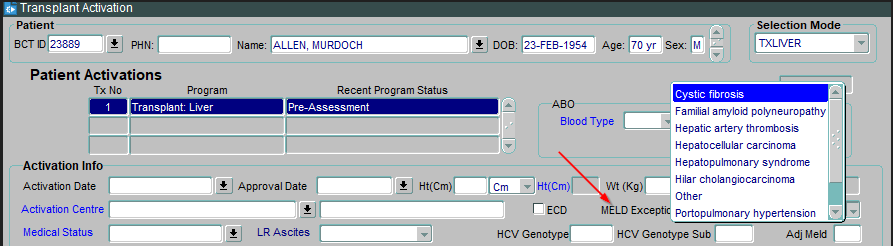 Transplant Activation
Patient
Selection Mode
BCT ID 23889 PHN: Name: ALLEN, MURDOCH DOB: 23-FEB-1954 Age: 70 yr Sex: M TXLIVER
Patient Activations
Tx No Program Recent Program Status
1 Transplant: Liver Pre-Assessment
ABO
Blood Type
Cystic fibrosis
Familial amyloid polyneuropathy
Hepatic artery thrombosis
Hepatocellular carcinoma
Hepatopulmonary syndrome
Hilar cholangiocarcinoma
Other
Portopulmonary hypertension
Activation Info
Activation Date Approval Date Ht(Cm) Cm Ht(Cm) Wt (Kg)
Activation Centre ECD MELD Exceptio
Medical Status LR Ascites HCV Genotype HCV Genotype Sub Adj Meld